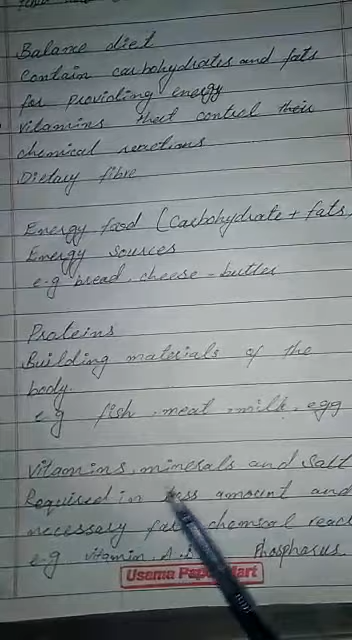 Balance diet
Contain carbohydrates and fats
for providing energy
Vitamins that control their
chemical reactions
Dietary fibre
Energy food (Carbohydrate + fats
Energy sources
e.g bread, cheese - butter
Proteins
Building materials of the
body.
e.g fish, meat, milk, egg
Vitamins, minerals and Salt
Required in less amount and
necessary for chemical reac
e.g vitamin A. Phosphorus
Usama Pape Mart